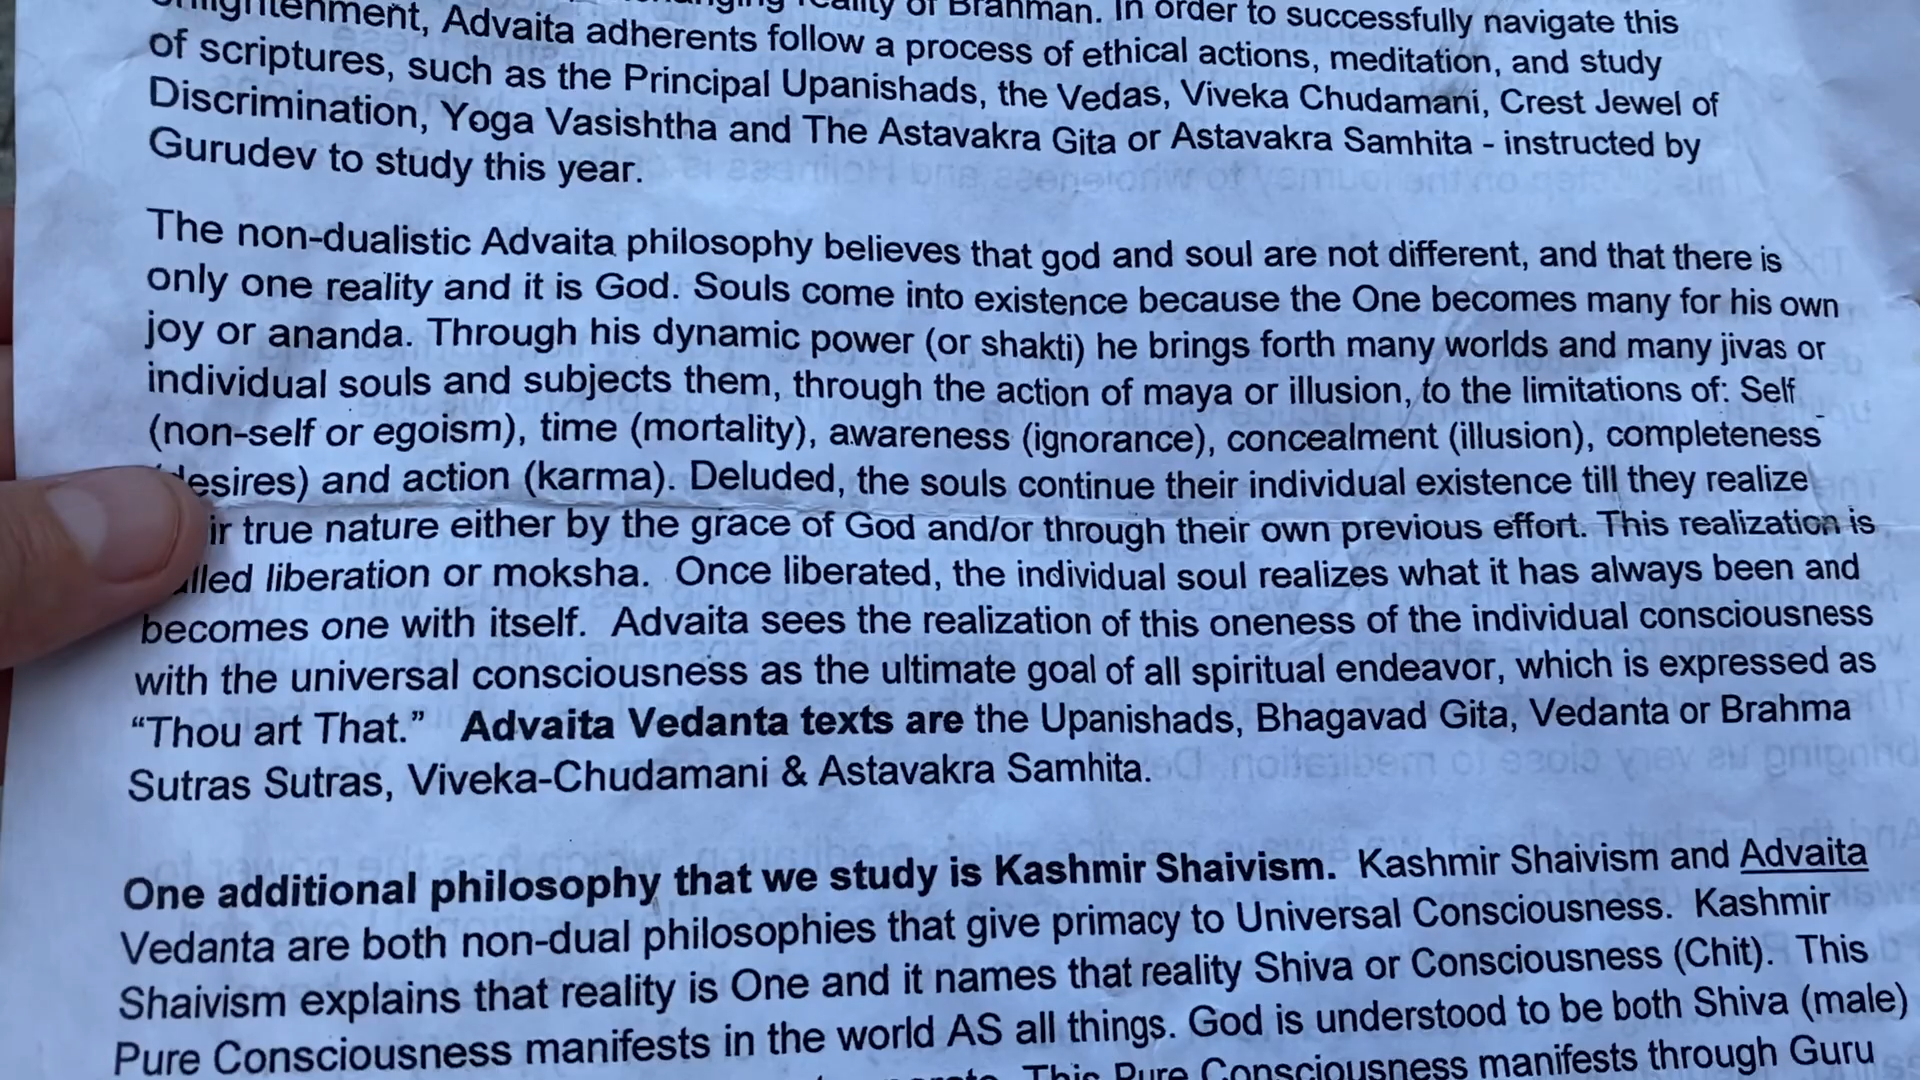 reality of Brahman. In order to successfully navigate this
Advaita adherents follow a process of ethical actions, meditation, and study
of scriptures, such as the Principal Upanishads, the Vedas, Viveka Chudamani, Crest Jewel of
Discrimination, Yoga Vasishtha and The Astavakra Gita or Astavakra Samhita - instructed by
Gurudev to study this year.
The non-dualistic Advaita philosophy believes that god and soul are not different, and that there is
only one reality and it is God. Souls come into existence because the One becomes many for his own
joy or ananda. Through his dynamic power (or shakti) he brings forth many worlds and many jivas or
individual souls and subjects them, through the action of maya or illusion, to the limitations of: Self
(non-self or egoism), time (mortality), awareness (ignorance), concealment (illusion), completeness
esires) and action (karma). Deluded, the souls continue their individual existence till they realize
ir true nature either by the grace of God and/or through their own previous effort. This realization is
lled liberation or moksha. Once liberated, the individual soul realizes what it has always been and
becomes one with itself. Advaita sees the realization of this oneness of the individual consciousness
with the universal consciousness as the ultimate goal of all spiritual endeavor, which is expressed as
“Thou art That.” Advaita Vedanta texts are the Upanishads, Bhagavad Gita, Vedanta or Brahma
Sutras Sutras, Viveka-Chudamani & Astavakra Samhita.
One additional philosophy that we study is Kashmir Shaivism. Kashmir Shaivism and Advaita
Vedanta are both non-dual philosophies that give primacy to Universal Consciousness. Kashmir
Shaivism explains that reality is One and it names that reality Shiva or Consciousness (Chit). This
Pure Consciousness manifests in the world AS all things. God is understood to be both Shiva (male)
This Pure Consciousness manifests through Guru